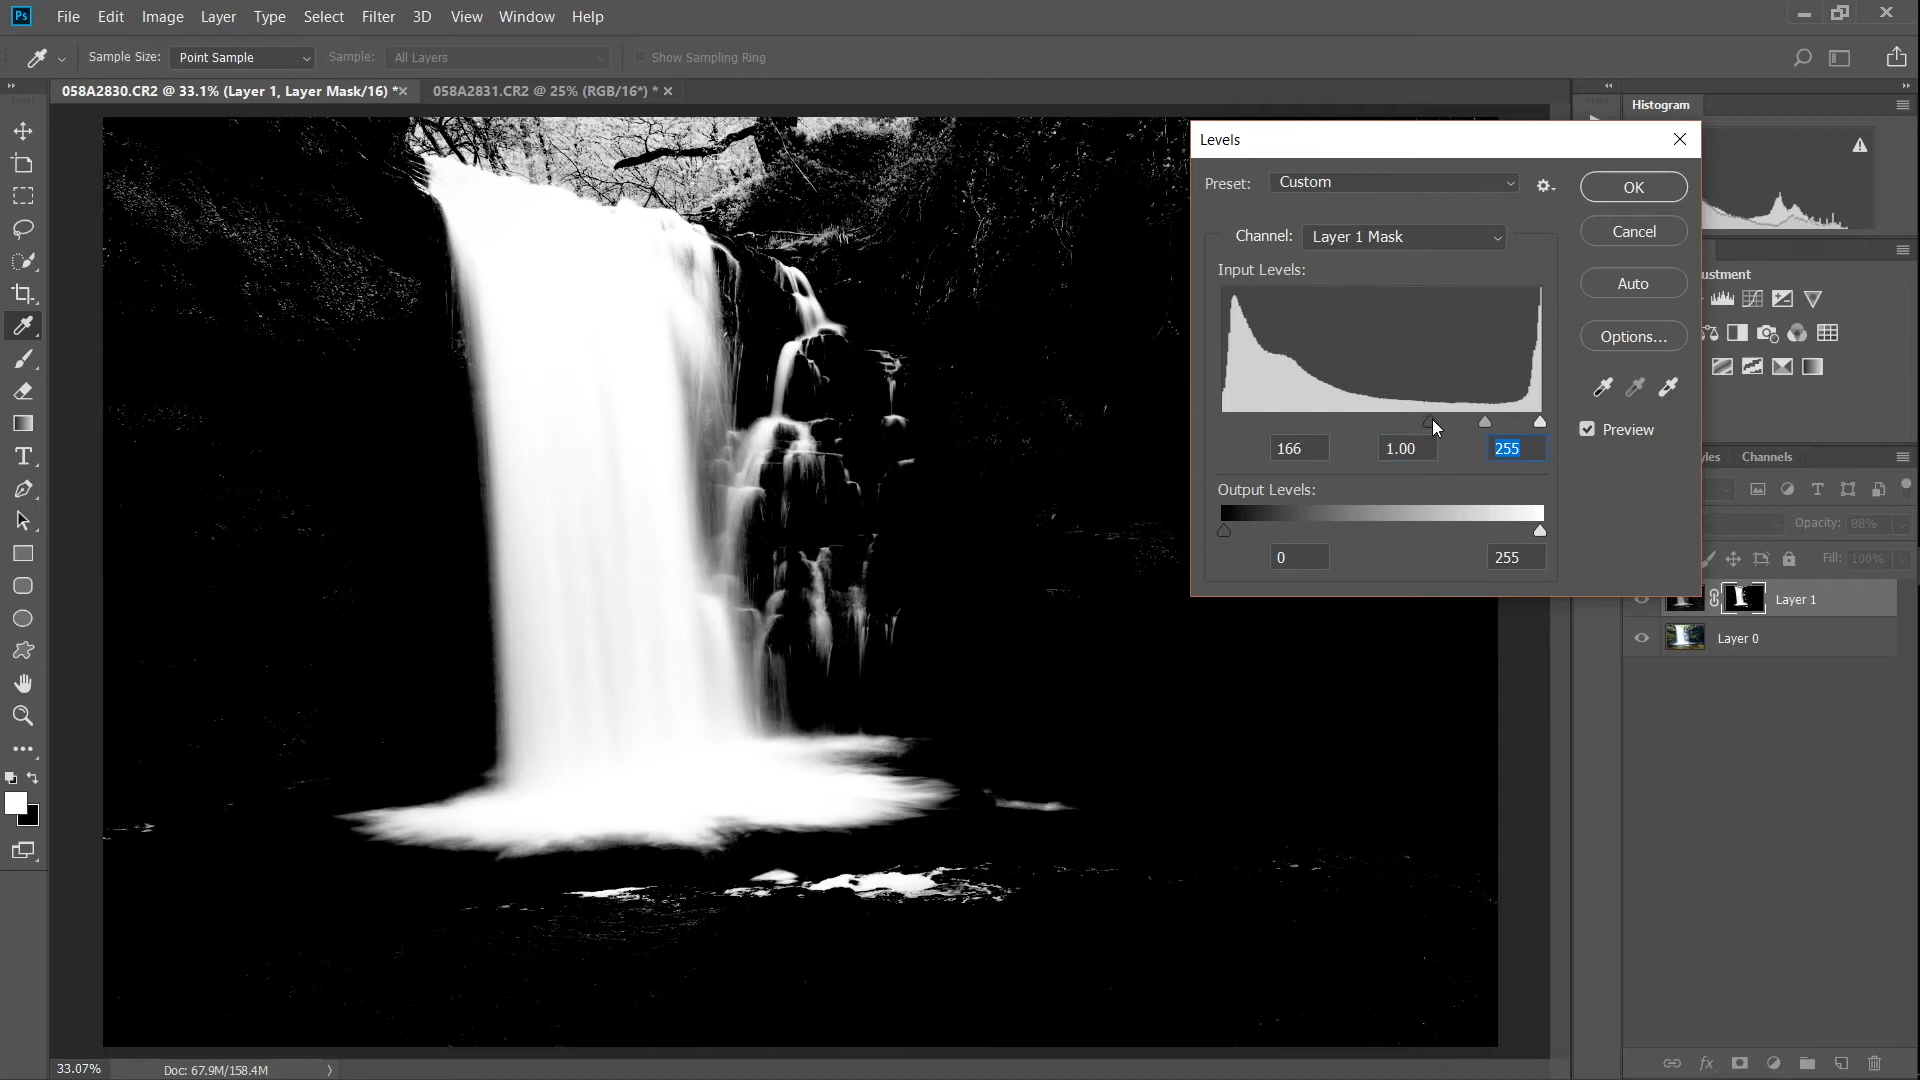 Ps File Edit Image Layer Type Select Filter 3D View Window Help
Sample Size: Point Sample Sample: All Layers Show Sampling Ring
058A2830.CR2 @ 33.1% (Layer 1, Layer Mask/16) * 058A2831.CR2 @ 25% (RGB/16*) *
Histogram
Levels
Preset: Custom
OK
Channel: Layer 1 Mask
Cancel
Input Levels:
Auto
Options...
166 1.00 255
Preview
Output Levels:
0 255
ustment
yles Channels
Opacity: 88%
Fill: 100%
Layer 1
Layer 0
fx
33.07% Doc: 67.9M/158.4M